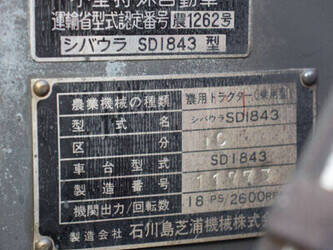 小型特殊自動車
運輸省型式認定番号 農1262号
シバウラ SD1843 型
農業機械の種類 農用トラクター(乗用型)
型式名 シバウラSD1843
区分 1C
車台型式 SD1843
製造番号 11773
機関出力/回転数 18PS/2600RP
製造会社 石川島芝浦機械株式会